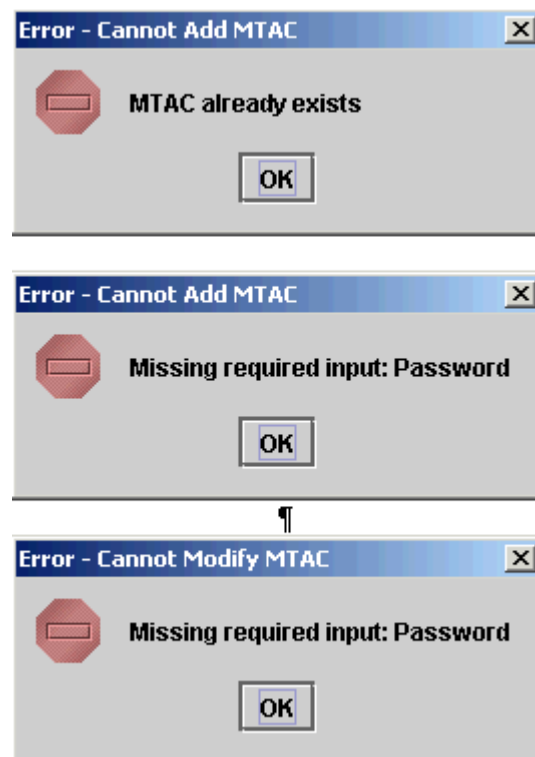 Error - Cannot Add MTAC
MTAC already exists
OK
Error - Cannot Add MTAC
Missing required input: Password
OK
¶
Error - Cannot Modify MTAC
Missing required input: Password
OK